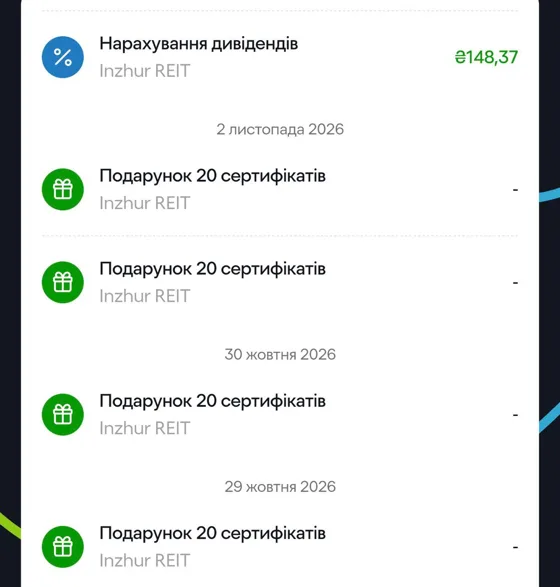 Нарахування дивідендів
₴148,37
Inzhur REIT
2 листопада 2026
Подарунок 20 сертифікатів
-
Inzhur REIT
Подарунок 20 сертифікатів
-
Inzhur REIT
30 жовтня 2026
Подарунок 20 сертифікатів
-
Inzhur REIT
29 жовтня 2026
Подарунок 20 сертифікатів
-
Inzhur REIT